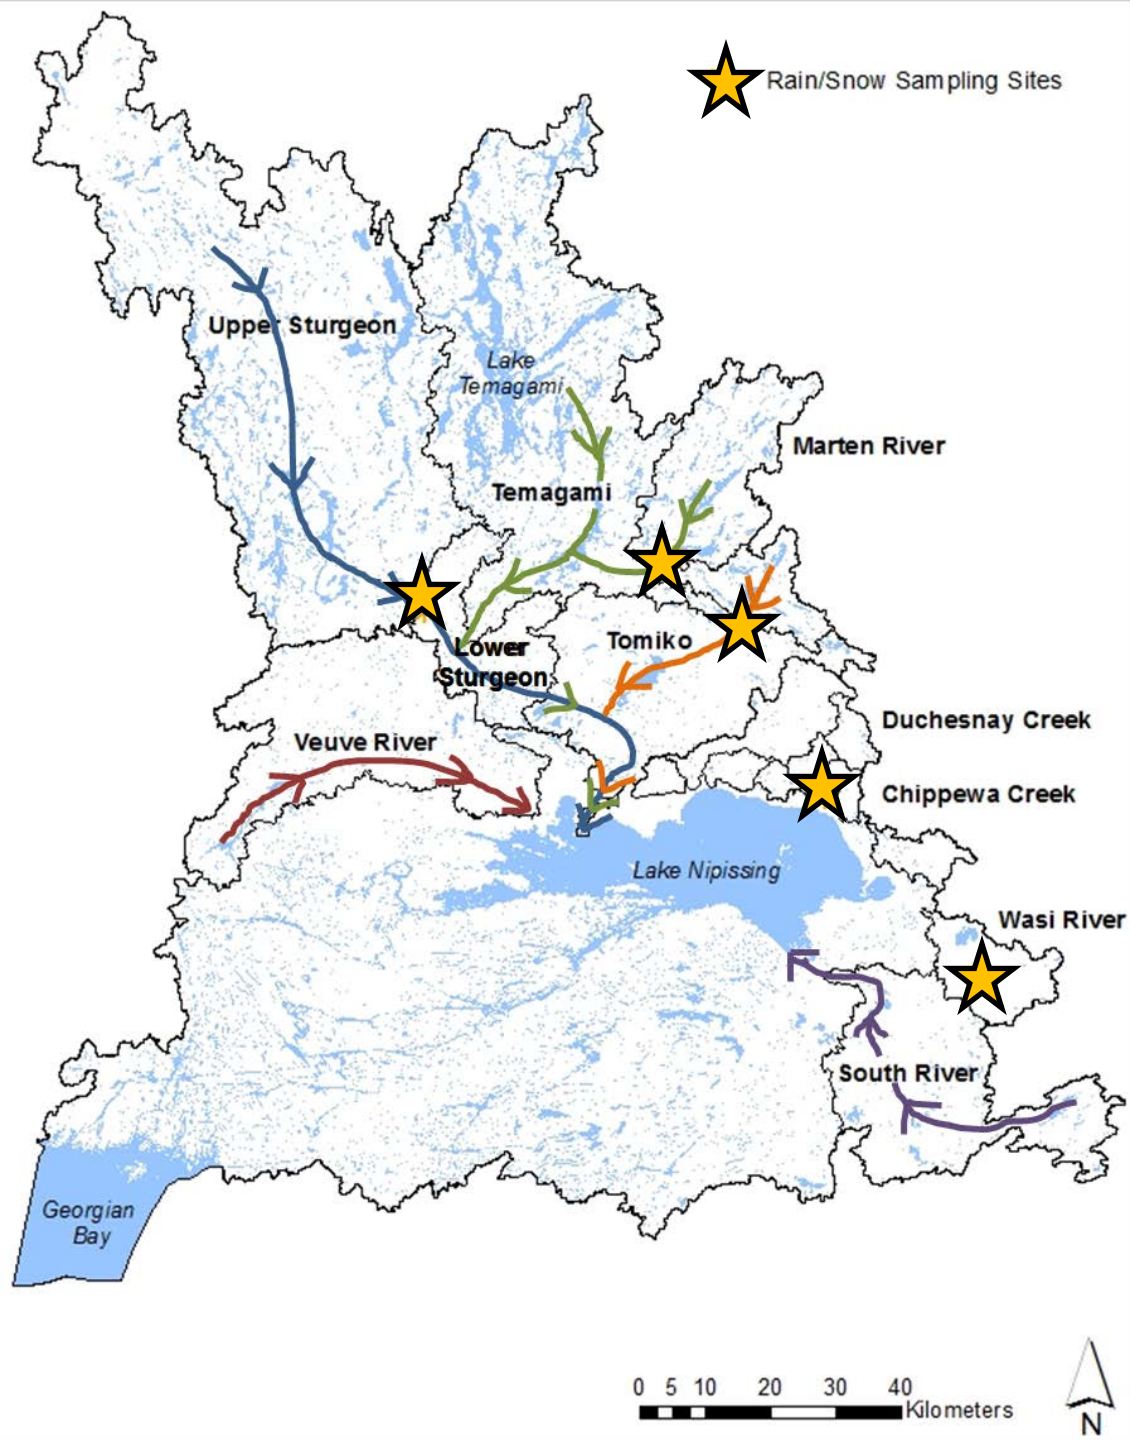 Rain/Snow Sampling Sites
Upper Sturgeon
Lake
Temagami
Marten River
Temagami
Tomiko
Lower
Sturgeon
Duchesnay Creek
Veuve River
Chippewa Creek
Lake Nipissing
Wasi River
South River
Georgian
Bay
0 5 10 20 30 40
Kilometers
N